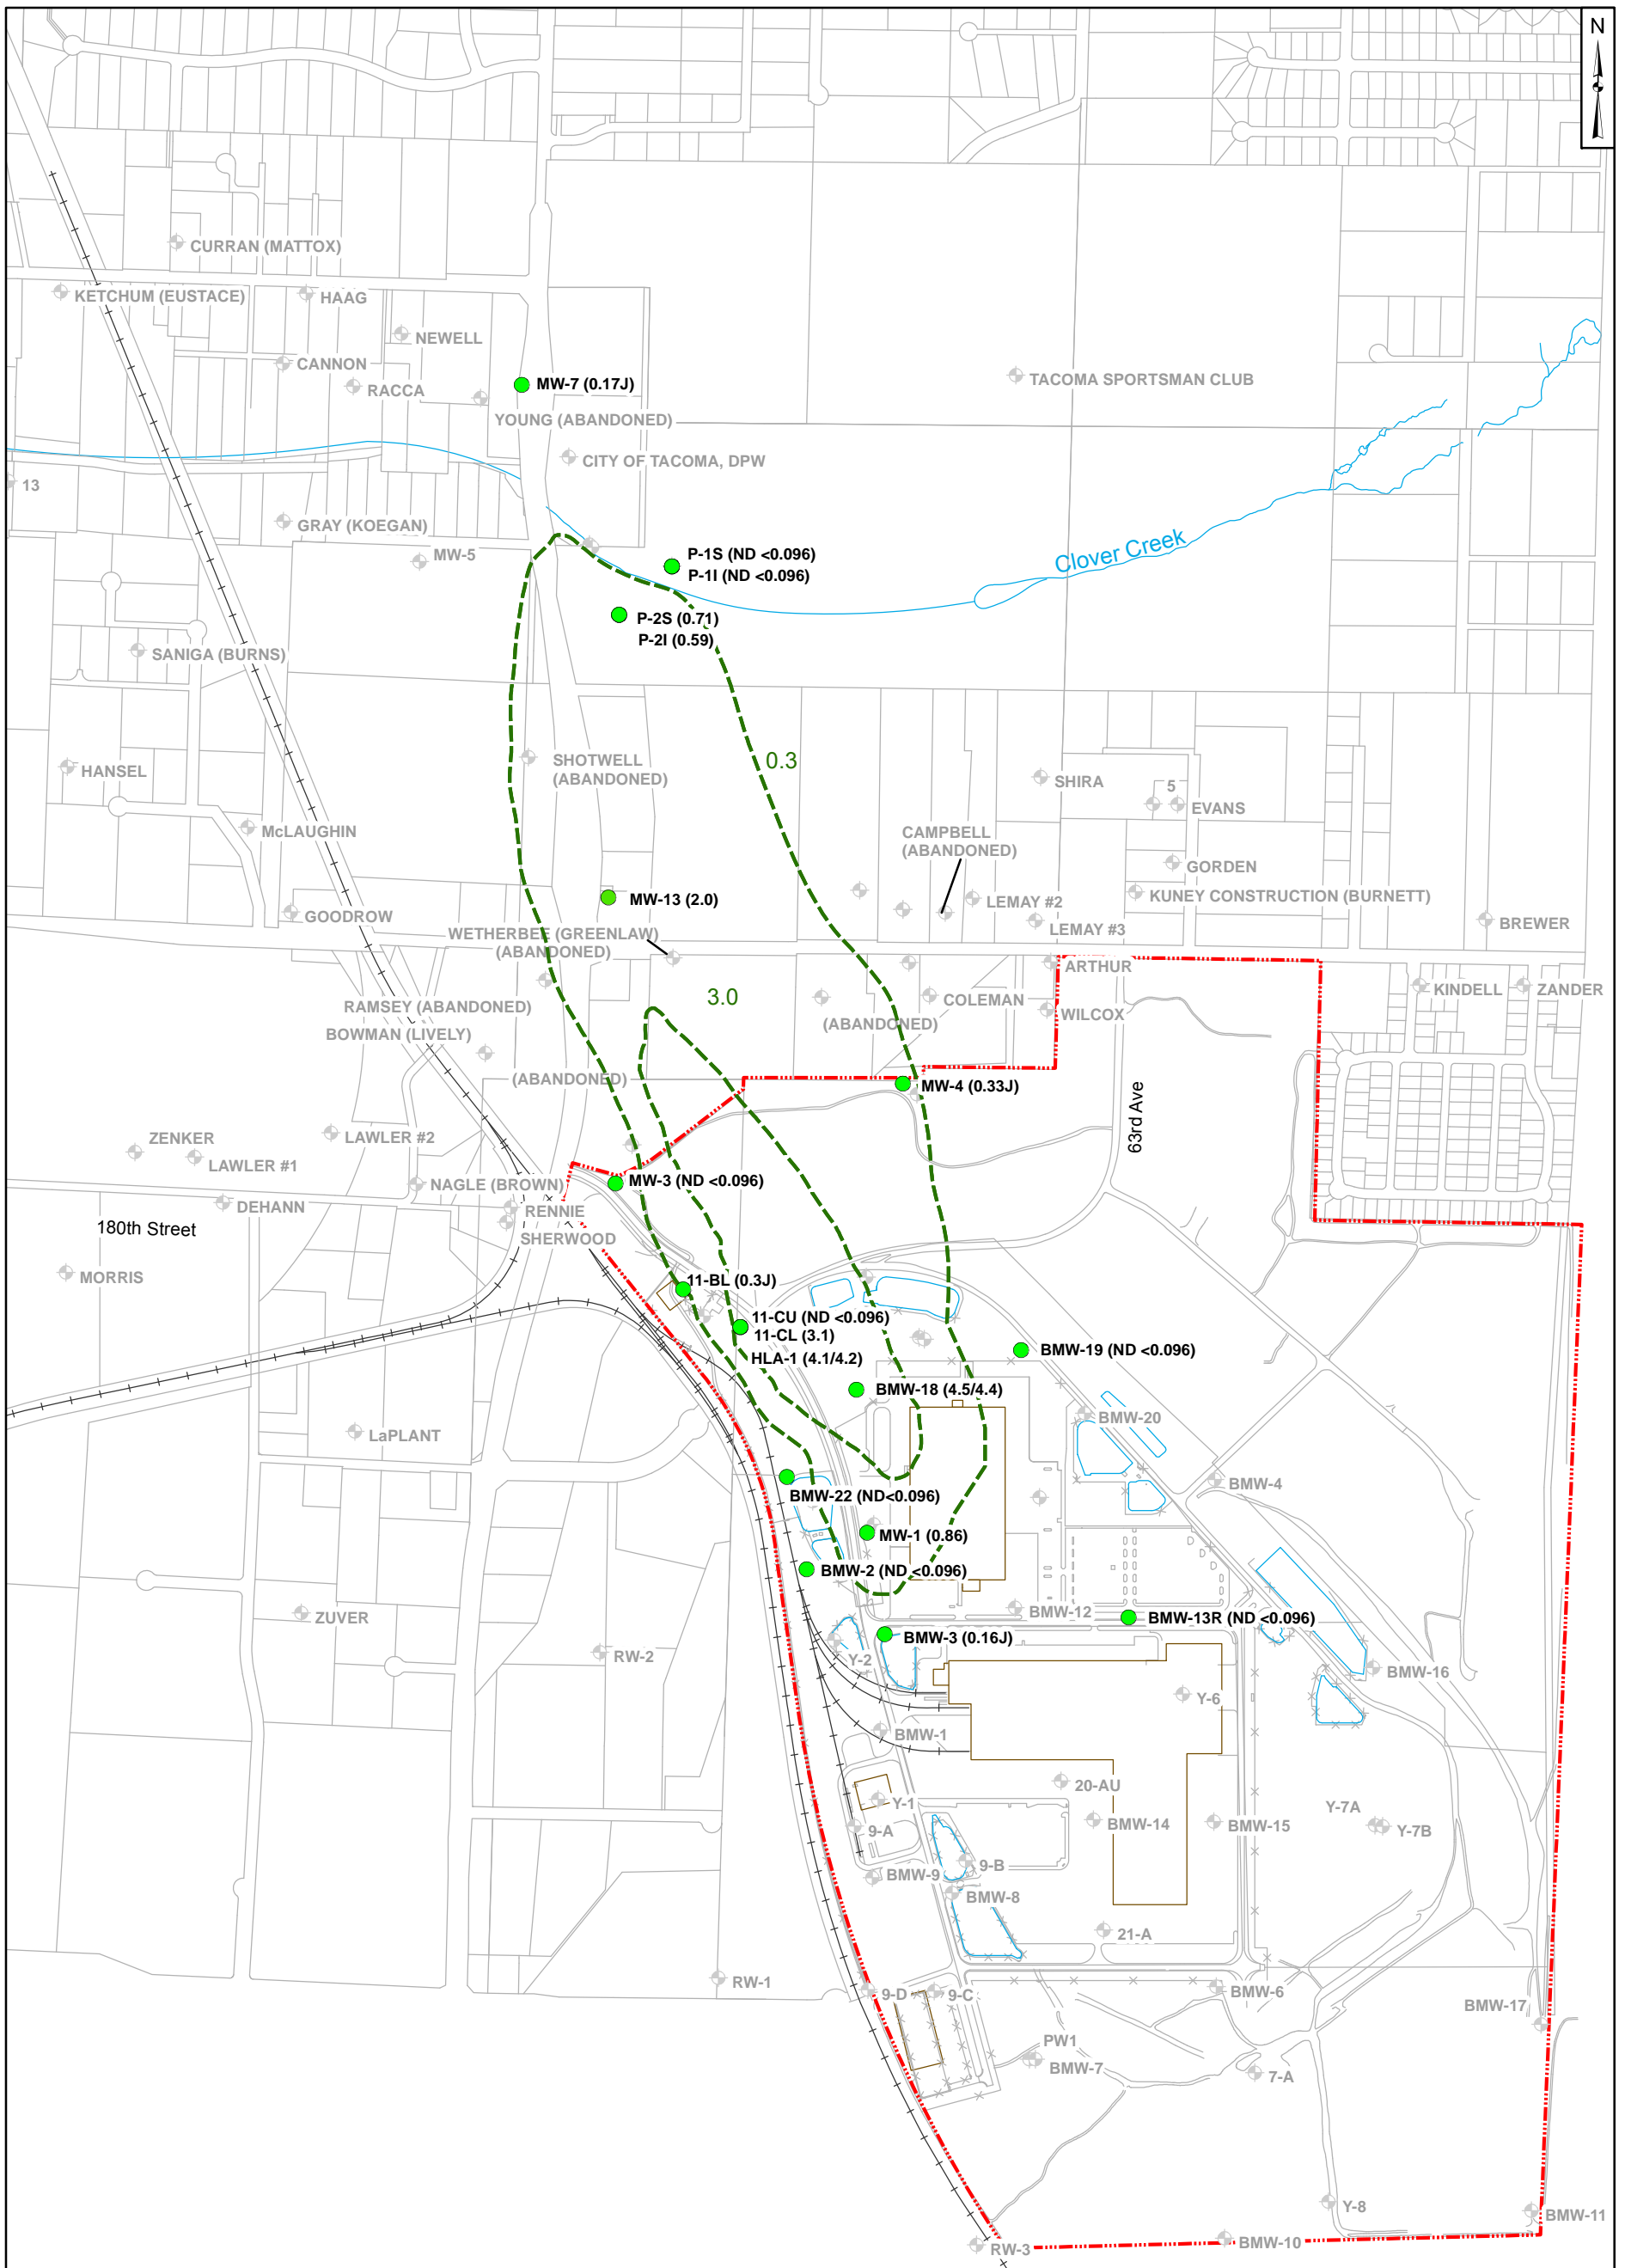 N
CURRAN (MATTOX)
KETCHUM (EUSTACE)
HAAG
NEWELL
CANNON
RACCA
MW-7 (0.17J)
TACOMA SPORTSMAN CLUB
YOUNG (ABANDONED)
CITY OF TACOMA, DPW
13
GRAY (KOEGAN)
MW-5
P-1S (ND <0.096)
P-1I (ND <0.096)
Clover Creek
P-2S (0.71)
P-2I (0.59)
SANIGA (BURNS)
HANSEL
SHOTWELL
(ABANDONED)
0.3
SHIRA
5
EVANS
McLAUGHIN
CAMPBELL
(ABANDONED)
GORDEN
KUNEY CONSTRUCTION (BURNETT)
LEMAY #2
LEMAY #3
BREWER
MW-13 (2.0)
GOODROW
WETHERBEE (GREENLAW)
(ABANDONED)
ARTHUR
KINDELL
ZANDER
3.0
COLEMAN
RAMSEY (ABANDONED)
WILCOX
(ABANDONED)
BOWMAN (LIVELY)
(ABANDONED)
MW-4 (0.33J)
63rd Ave
ZENKER
LAWLER #2
LAWLER #1
MW-3 (ND <0.096)
NAGLE (BROWN)
DEHANN
RENNIE
180th Street
SHERWOOD
MORRIS
11-BL (0.3J)
11-CU (ND <0.096)
11-CL (3.1)
HLA-1 (4.1/4.2)
BMW-19 (ND <0.096)
BMW-18 (4.5/4.4)
BMW-20
LaPLANT
BMW-4
BMW-22 (ND<0.096)
MW-1 (0.86)
BMW-2 (ND <0.096)
ZUVER
BMW-12
BMW-13R (ND <0.096)
BMW-3 (0.16J)
RW-2
Y-2
BMW-16
Y-6
BMW-1
20-AU
Y-1
9-A
BMW-14
BMW-15
Y-7A
Y-7B
9-B
BMW-9
BMW-8
21-A
RW-1
9-D
9-C
BMW-6
BMW-17
PW1
BMW-7
7-A
Y-8
BMW-11
BMW-10
RW-3